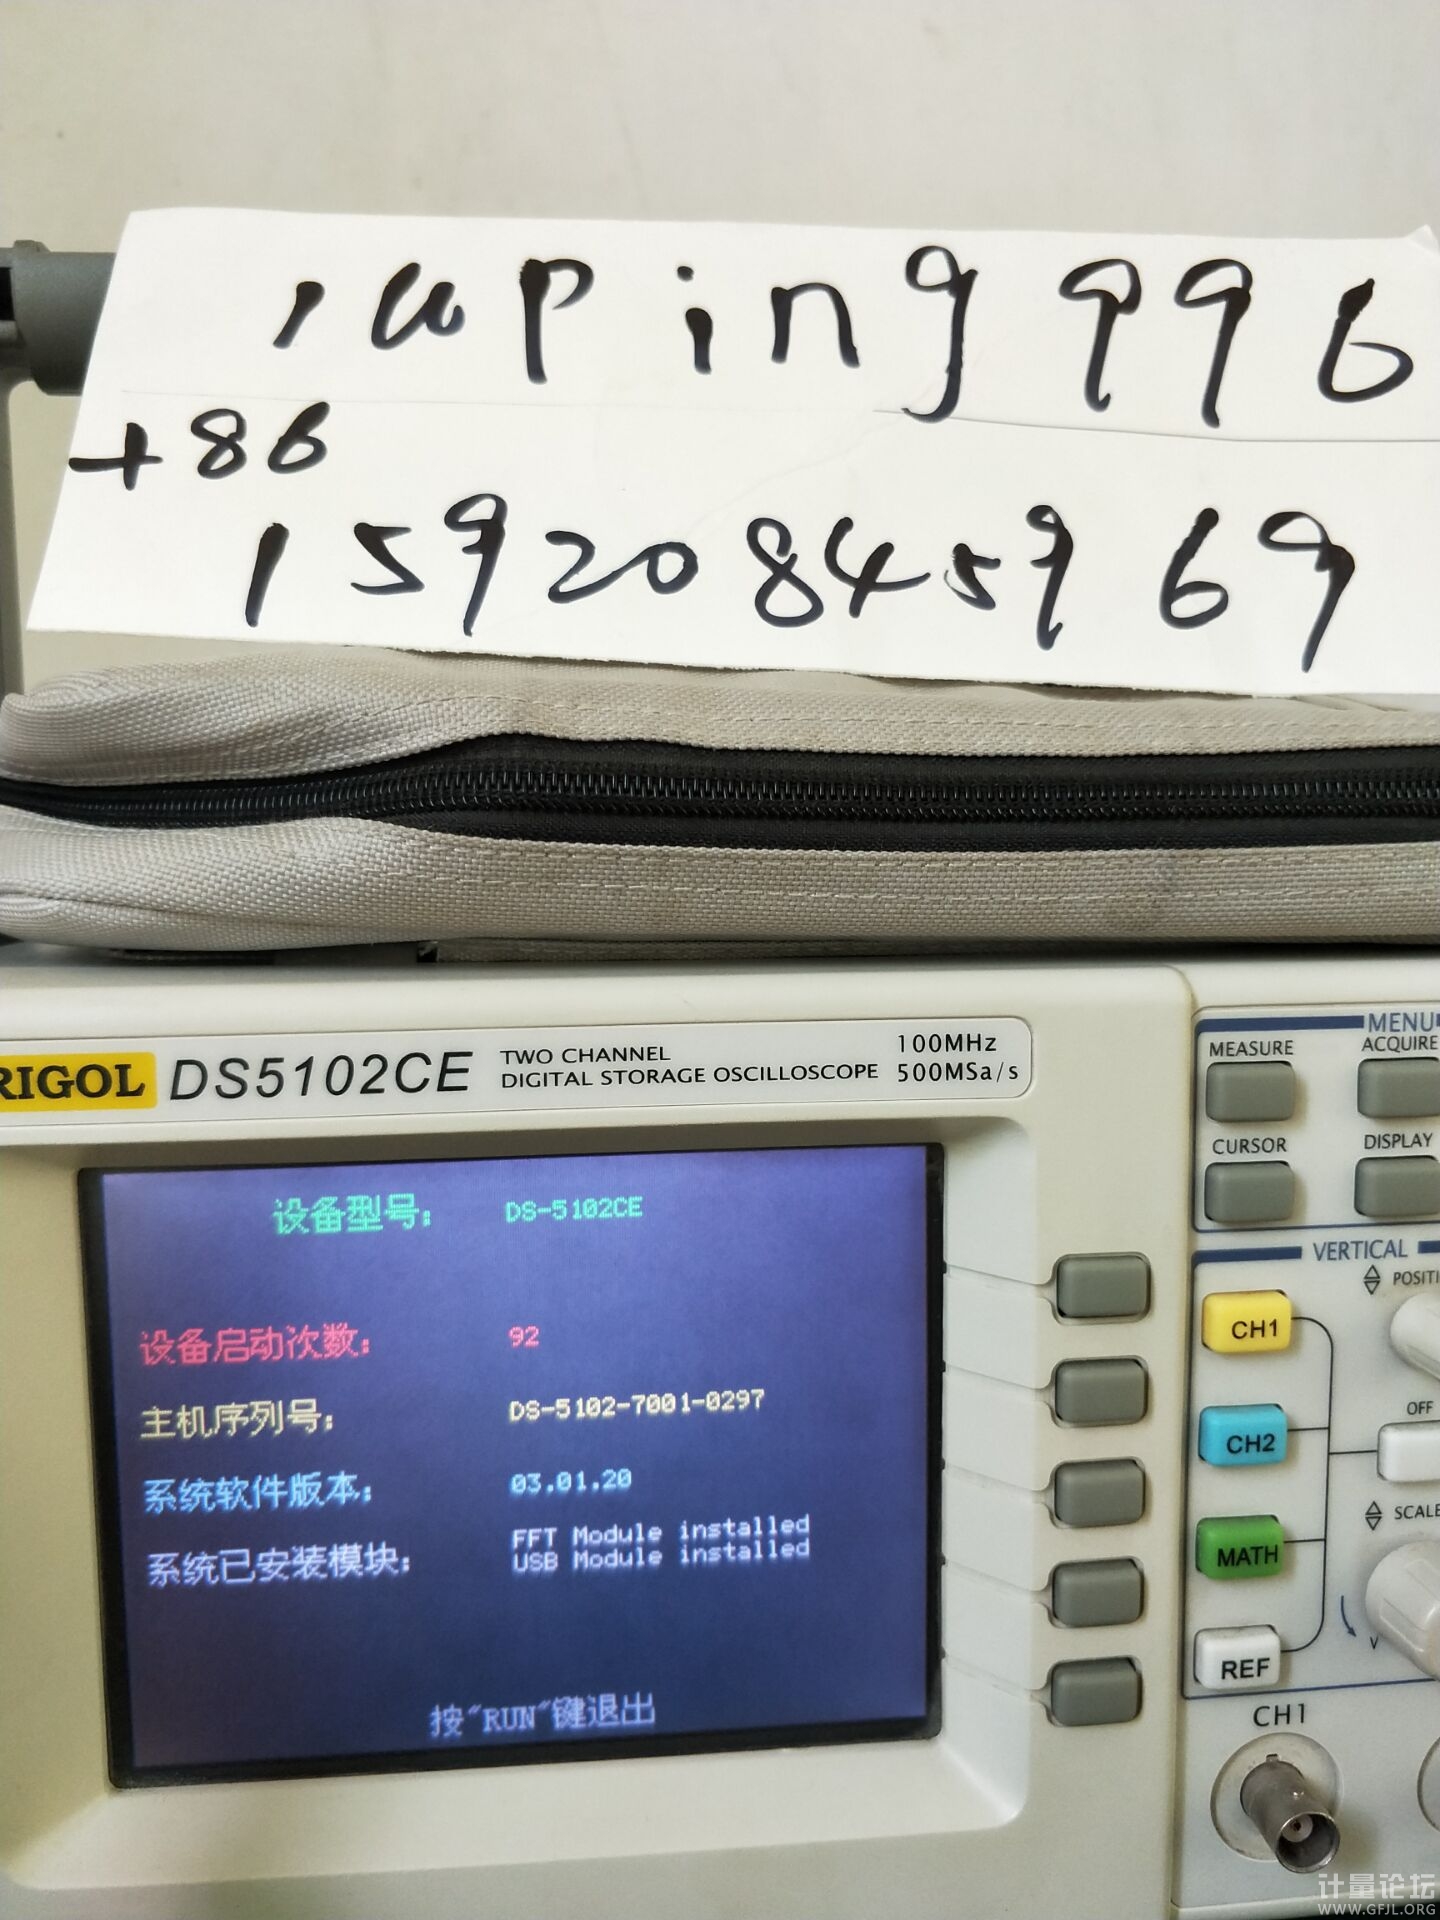 iwping996
+86
15920845969
RIGOL DS5102CE TWO CHANNEL DIGITAL STORAGE OSCILLOSCOPE 100MHz 500MSa/s
设备型号: DS-5102CE
设备启动次数: 92
主机序列号: DS-5102-7001-0297
系统软件版本: 03.01.20
系统已安装模块: FFT Module installed
USB Module installed
按"RUN"键退出
MENU
MEASURE ACQUIRE
CURSOR DISPLAY
VERTICAL
POSITI
CH1
OFF
CH2
SCALE
MATH
V
REF
CH1
计量论坛
WWW.GFJL.ORG